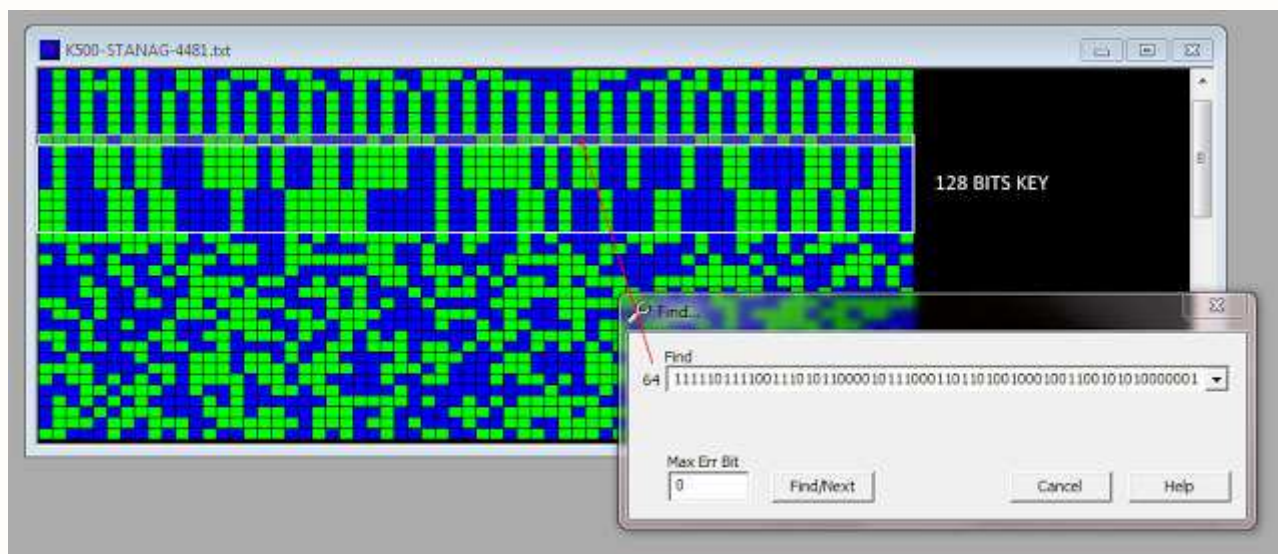 K500-STANAG-4481.txt
128 BITS KEY
Find...
Find
64 1111101111001110101100001011100011011010010001001100101010000001
Max Err Bit
0 Find/Next Cancel Help